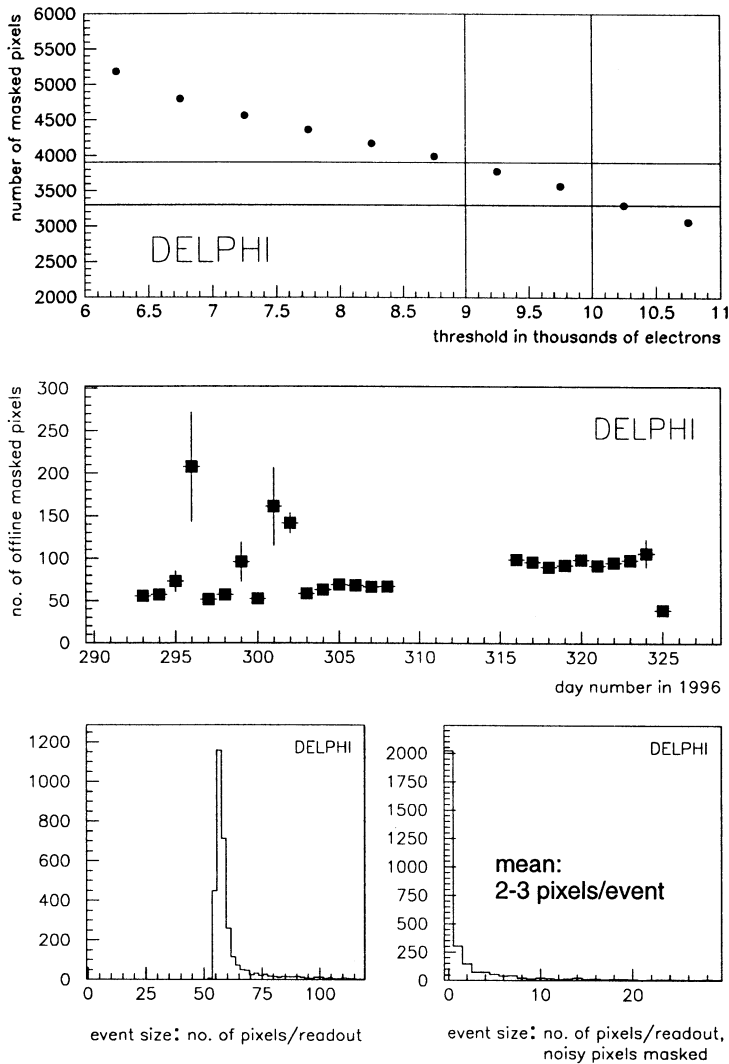 6000
5500
5000
4500
4000
3500
3000
2500
2000
number of masked pixels
DELPHI
6 6.5 7 7.5 8 8.5 9 9.5 10 10.5 11
threshold in thousands of electrons
300
250
200
150
100
50
0
no. of offline masked pixels
DELPHI
290 295 300 305 310 315 320 325
day number in 1996
1200
1000
800
600
400
200
0
DELPHI
0 25 50 75 100
event size: no. of pixels/readout
2000
1750
1500
1250
1000
750
500
250
0
DELPHI
mean:
2-3 pixels/event
0 10 20
event size: no. of pixels/readout,
noisy pixels masked